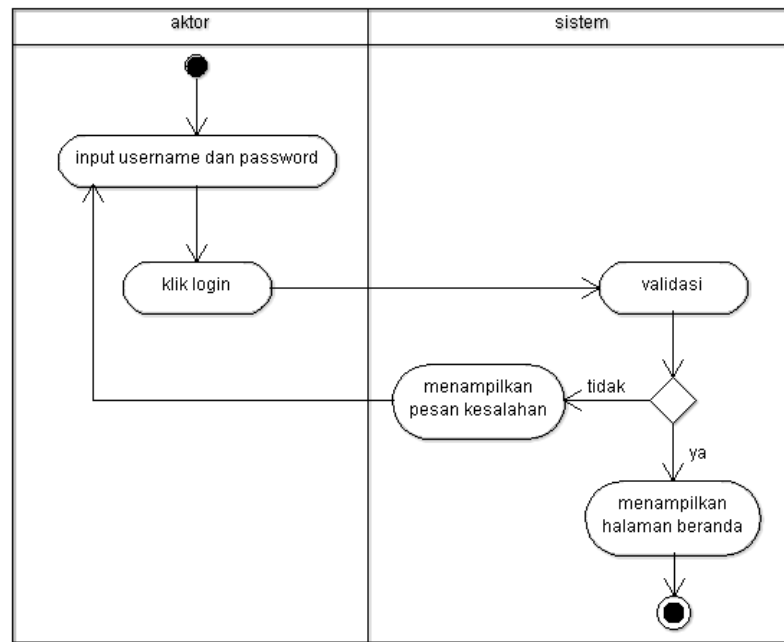 aktor
sistem
input username dan password
klik login
validasi
menampilkan
pesan kesalahan
tidak
ya
menampilkan
halaman beranda